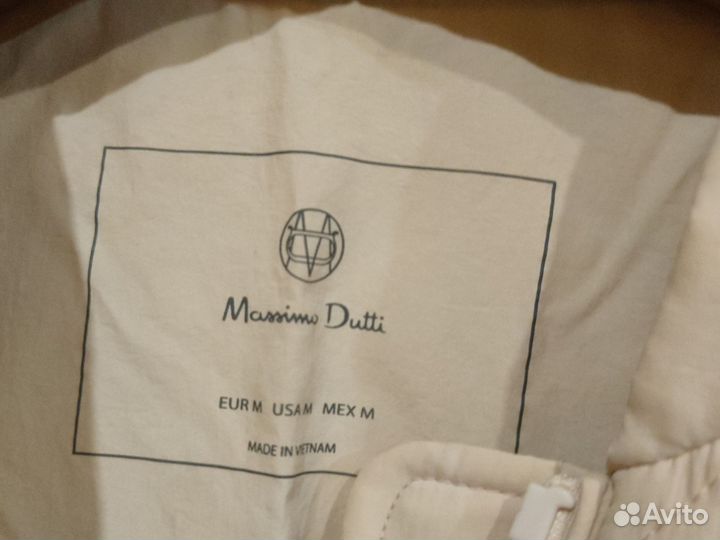 Massimo Dutti
EUR M USA M MEX M
MADE IN VIETNAM
Avito